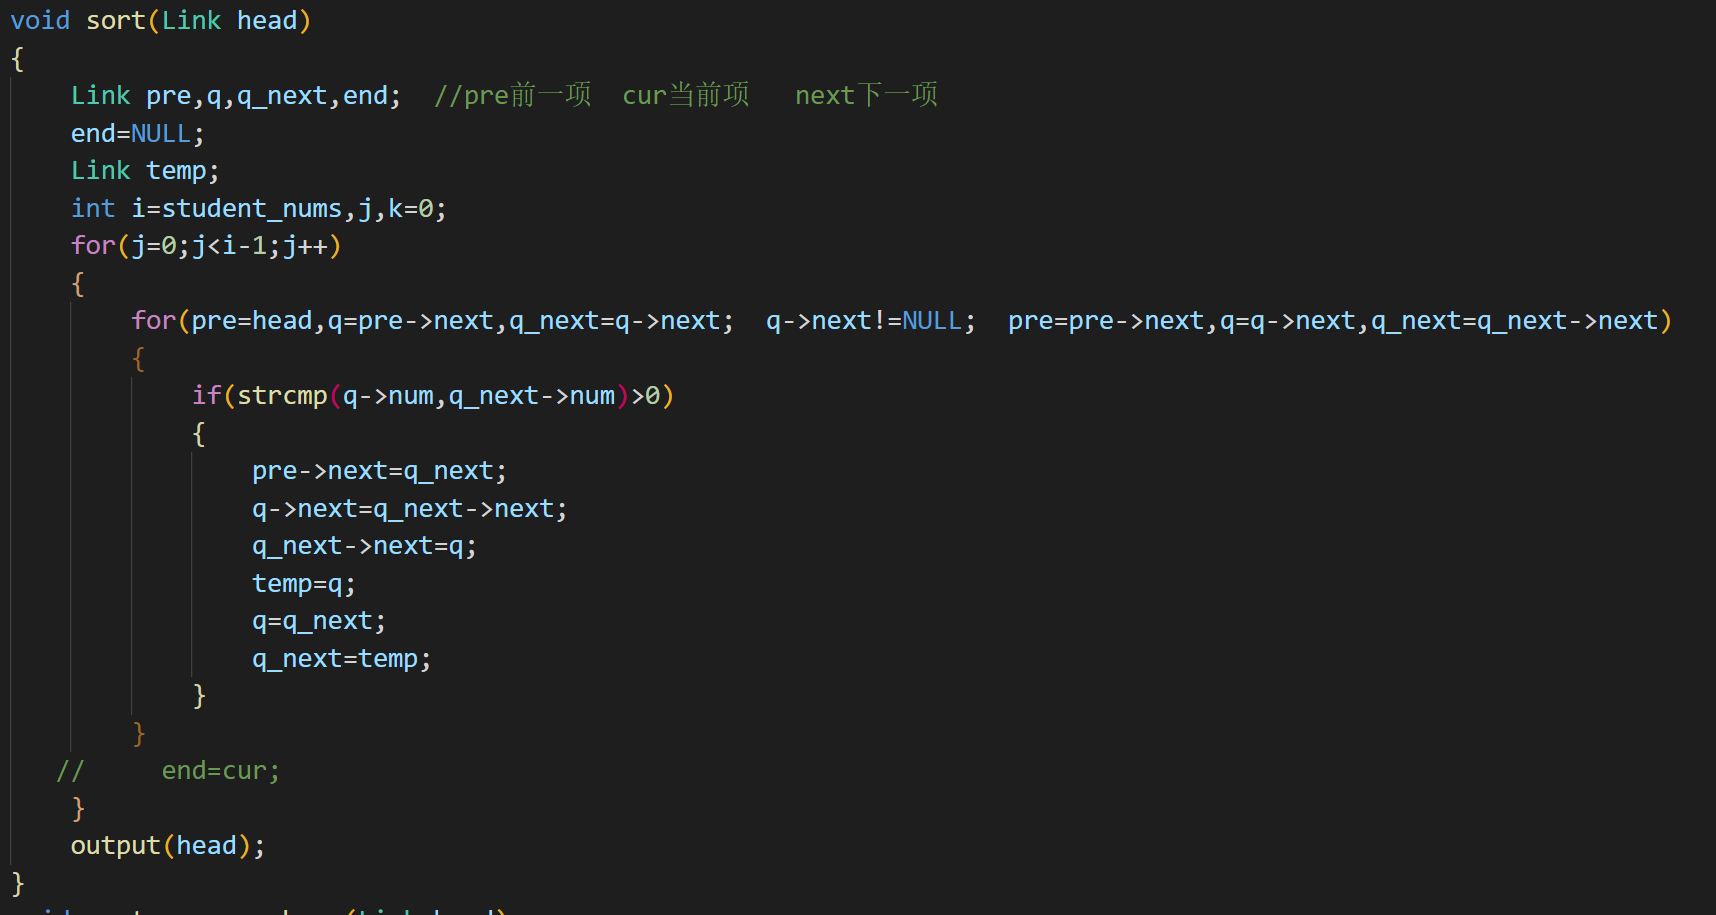 void sort(Link head)
{
    Link pre,q,q_next,end;  //pre前一项  cur当前项   next下一项
    end=NULL;
    Link temp;
    int i=student_nums,j,k=0;
    for(j=0;j<i-1;j++)
    {
        for(pre=head,q=pre->next,q_next=q->next;  q->next!=NULL;  pre=pre->next,q=q->next,q_next=q_next->next)
        {
            if(strcmp(q->num,q_next->num)>0)
            {
                pre->next=q_next;
                q->next=q_next->next;
                q_next->next=q;
                temp=q;
                q=q_next;
                q_next=temp;
            }
        }
   //     end=cur;
    }
    output(head);
}